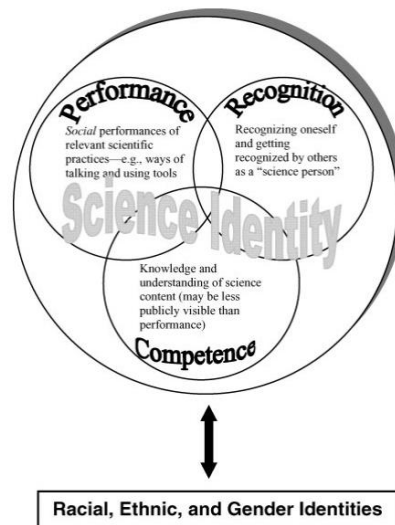 Performance
Social performances of
relevant scientific
practices—e.g., ways of
talking and using tools
Recognition
Recognizing oneself
and getting
recognized by others
as a “science person”
Science Identity
Knowledge and
understanding of science
content (may be less
publicly visible than
performance)
Competence
Racial, Ethnic, and Gender Identities